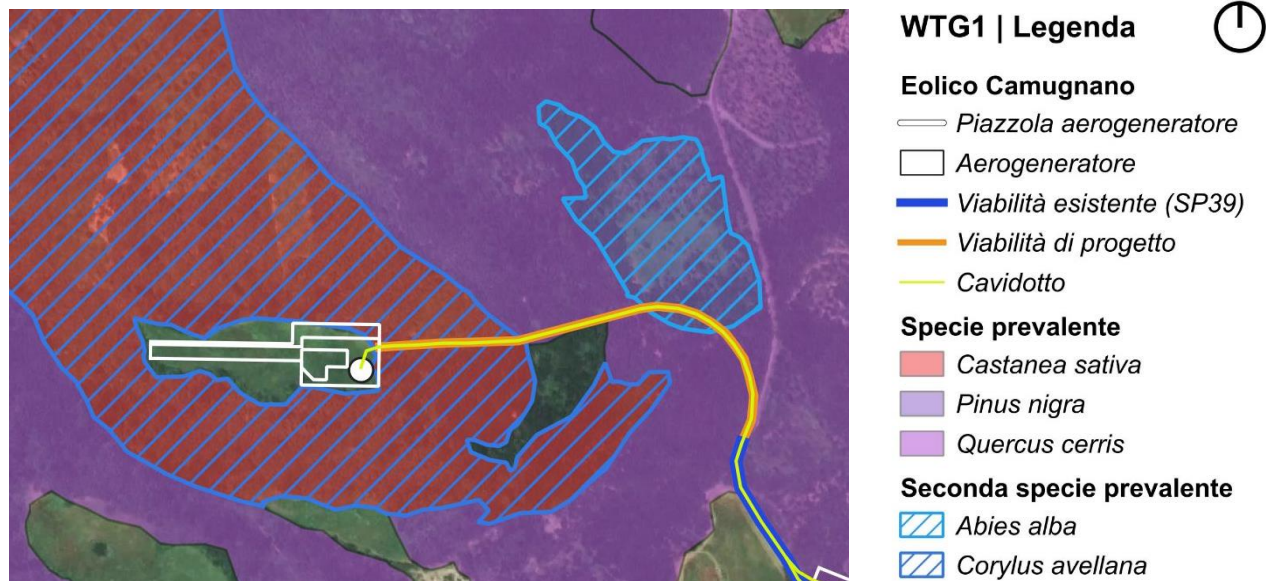 WTG1 | Legenda
Eolico Camugnano
Piazzola aerogeneratore
Aerogeneratore
Viabilità esistente (SP39)
Viabilità di progetto
Cavidotto
Specie prevalente
Castanea sativa
Pinus nigra
Quercus cerris
Seconda specie prevalente
Abies alba
Corylus avellana